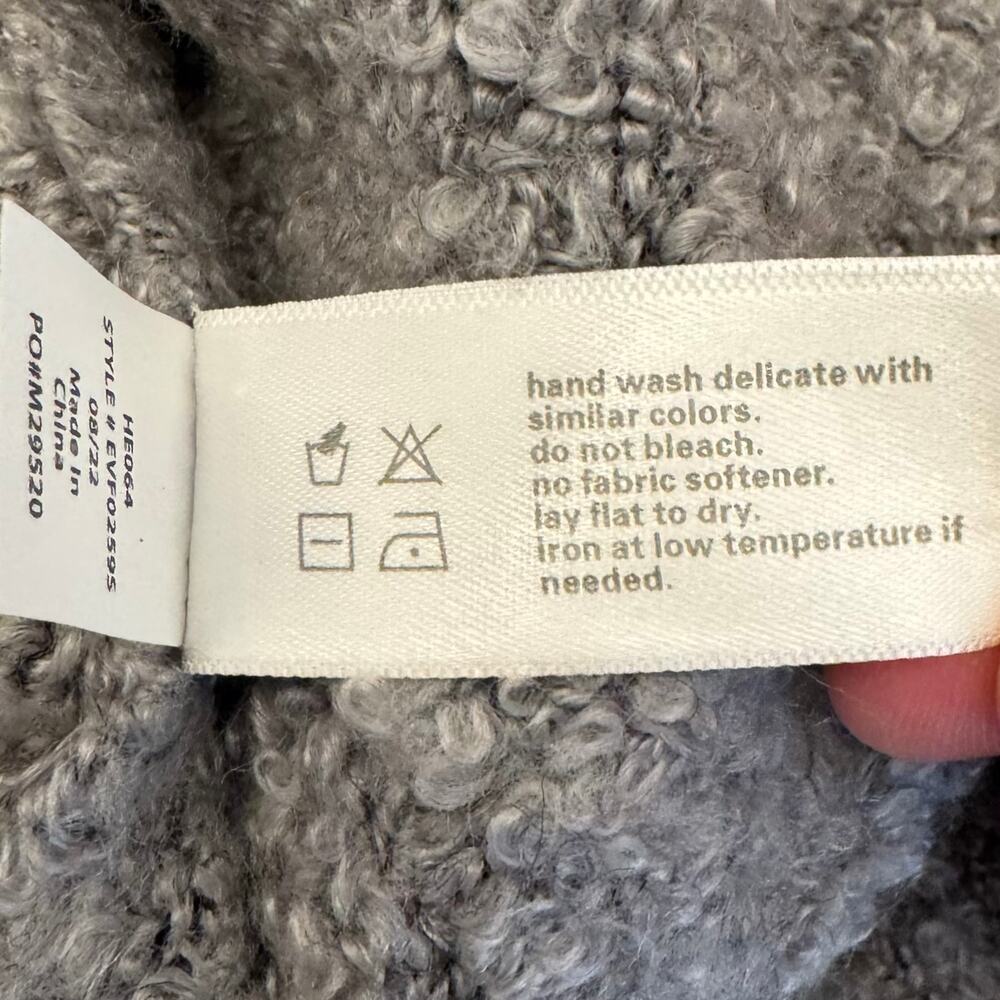 HE064
STYLE # EVF02595
08/22
Made In
China
PO#M29520
hand wash delicate with
similar colors.
do not bleach.
no fabric softener.
lay flat to dry.
iron at low temperature if
needed.